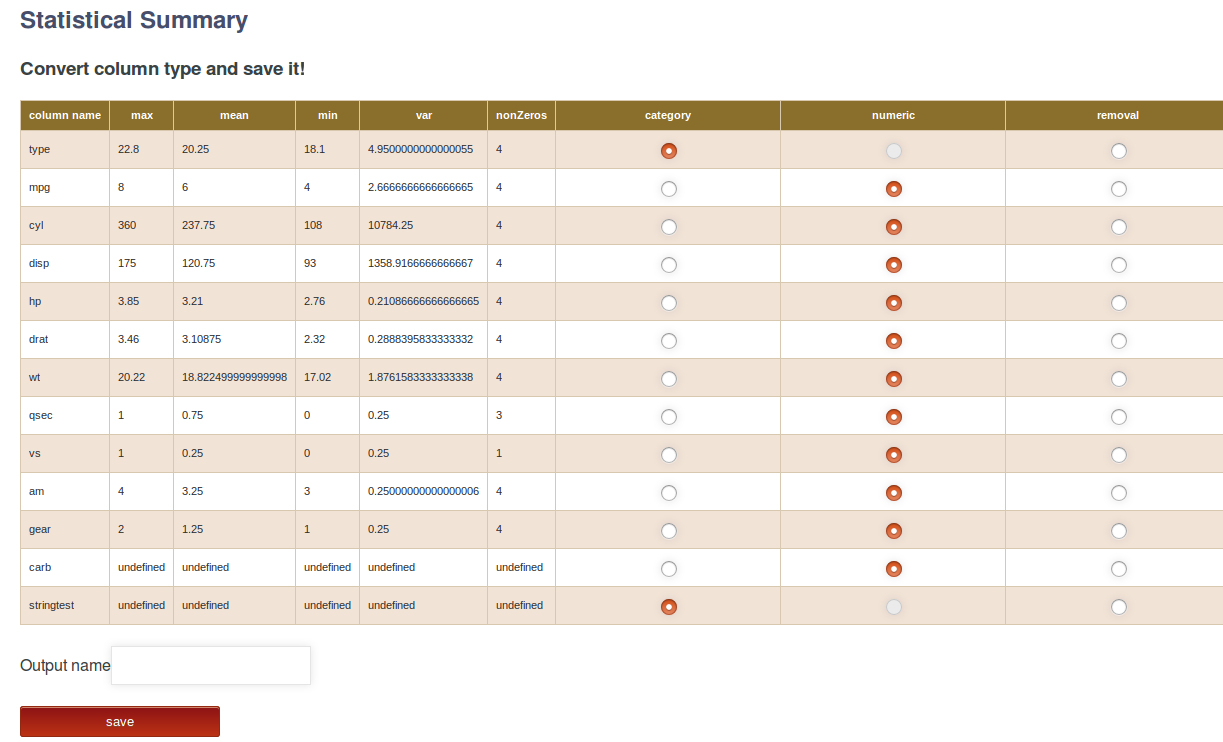 Statistical Summary
Convert column type and save it!
column name max mean min var nonZeros category numeric removal
type 22.8 20.25 18.1 4.9500000000000055 4
mpg 8 6 4 2.6666666666666665 4
cyl 360 237.75 108 10784.25 4
disp 175 120.75 93 1358.9166666666667 4
hp 3.85 3.21 2.76 0.21086666666666665 4
drat 3.46 3.10875 2.32 0.2888395833333332 4
wt 20.22 18.822499999999998 17.02 1.8761583333333338 4
qsec 1 0.75 0 0.25 3
vs 1 0.25 0 0.25 1
am 4 3.25 3 0.25000000000000006 4
gear 2 1.25 1 0.25 4
carb undefined undefined undefined undefined undefined
stringtest undefined undefined undefined undefined undefined
Output name
save